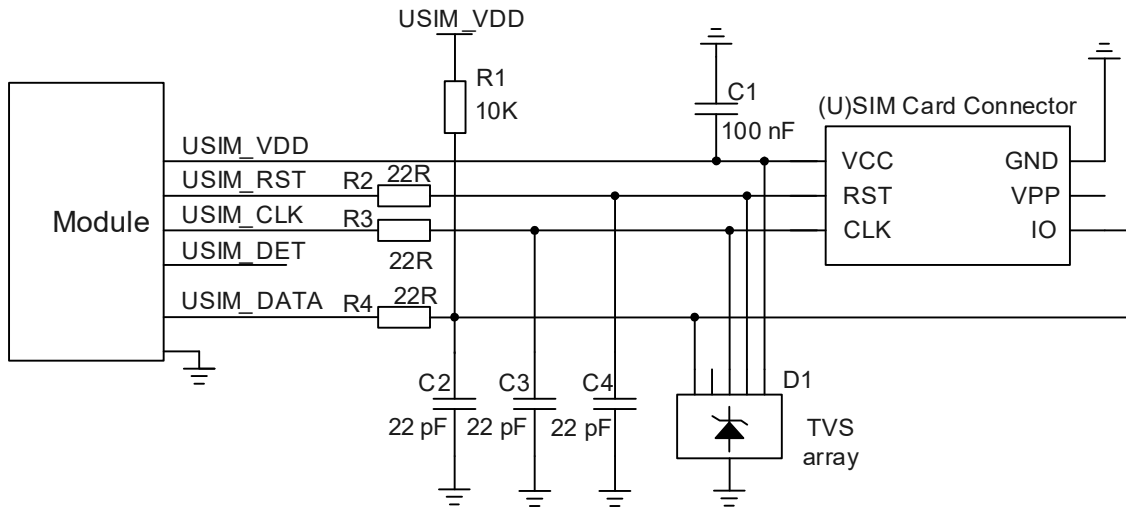 USIM_VDD
R1
10K
C1
100 nF
(U)SIM Card Connector
USIM_VDD
VCC
GND
USIM_RST
R2
22R
RST
VPP
Module
USIM_CLK
R3
22R
CLK
IO
USIM_DET
USIM_DATA
R4
22R
C2
22 pF
C3
22 pF
C4
22 pF
D1
TVS
array